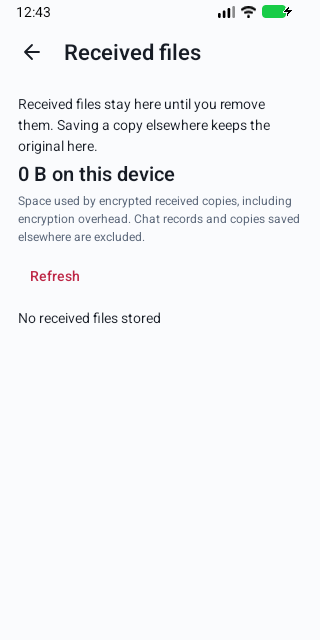 12:43
Received files
Received files stay here until you remove
them. Saving a copy elsewhere keeps the
original here.
0 B on this device
Space used by encrypted received copies, including
encryption overhead. Chat records and copies saved
elsewhere are excluded.
Refresh
No received files stored